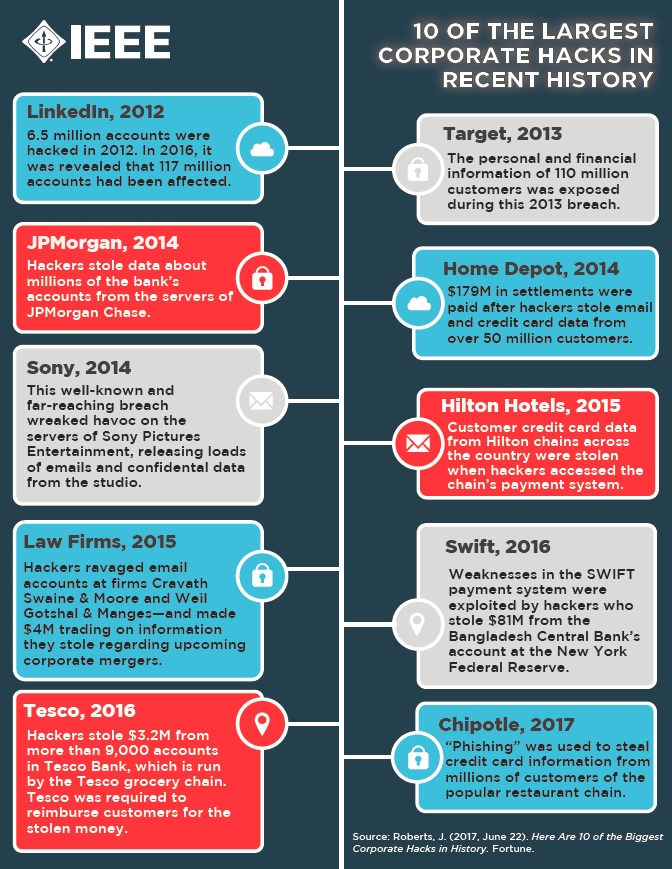 IEEE
10 OF THE LARGEST
CORPORATE HACKS IN
RECENT HISTORY
LinkedIn, 2012
6.5 million accounts were
hacked in 2012. In 2016, it
was revealed that 117 million
accounts had been affected.
Target, 2013
The personal and financial
information of 110 million
customers was exposed
during this 2013 breach.
JPMorgan, 2014
Hackers stole data about
millions of the bank's
accounts from the servers of
JPMorgan Chase.
Home Depot, 2014
$179M in settlements were
paid after hackers stole email
and credit card data from
over 50 million customers.
Sony, 2014
This well-known and
far-reaching breach
wreaked havoc on the
servers of Sony Pictures
Entertainment, releasing loads
of emails and confidental data
from the studio.
Hilton Hotels, 2015
Customer credit card data
from Hilton chains across
the country were stolen
when hackers accessed the
chain's payment system.
Law Firms, 2015
Hackers ravaged email
accounts at firms Cravath
Swaine & Moore and Weil
Gotshal & Manges—and made
$4M trading on information
they stole regarding upcoming
corporate mergers.
Swift, 2016
Weaknesses in the SWIFT
payment system were
exploited by hackers who
stole $81M from the
Bangladesh Central Bank's
account at the New York
Federal Reserve.
Tesco, 2016
Hackers stole $3.2M from
more than 9,000 accounts
in Tesco Bank, which is run
by the Tesco grocery chain.
Tesco was required to
reimburse customers for the
stolen money.
Chipotle, 2017
“Phishing” was used to steal
credit card information from
millions of customers of the
popular restaurant chain.
Source: Roberts, J. (2017, June 22). Here Are 10 of the Biggest
Corporate Hacks in History. Fortune.